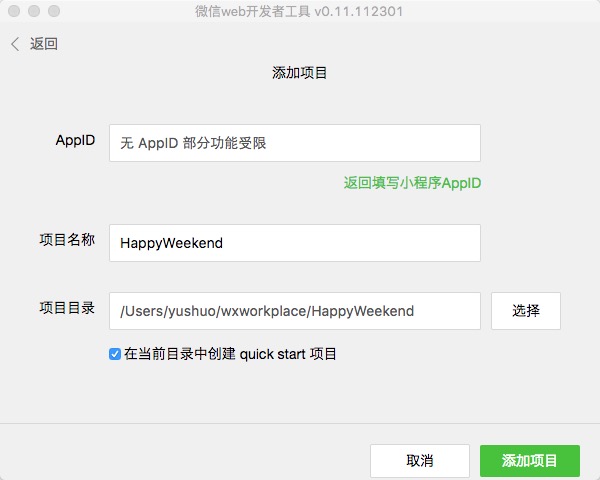 微信web开发者工具 v0.11.112301
返回
添加项目
AppID
无 AppID 部分功能受限
返回填写小程序AppID
项目名称
HappyWeekend
项目目录
/Users/yushuo/wxworkplace/HappyWeekend
选择
在当前目录中创建 quick start 项目
取消
添加项目